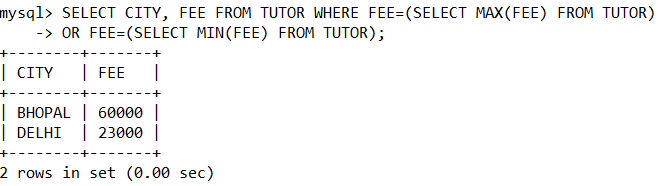 mysql> SELECT CITY, FEE FROM TUTOR WHERE FEE=(SELECT MAX(FEE) FROM TUTOR)
    -> OR FEE=(SELECT MIN(FEE) FROM TUTOR);
+--------+-------+
| CITY   | FEE   |
+--------+-------+
| BHOPAL | 60000 |
| DELHI  | 23000 |
+--------+-------+
2 rows in set (0.00 sec)